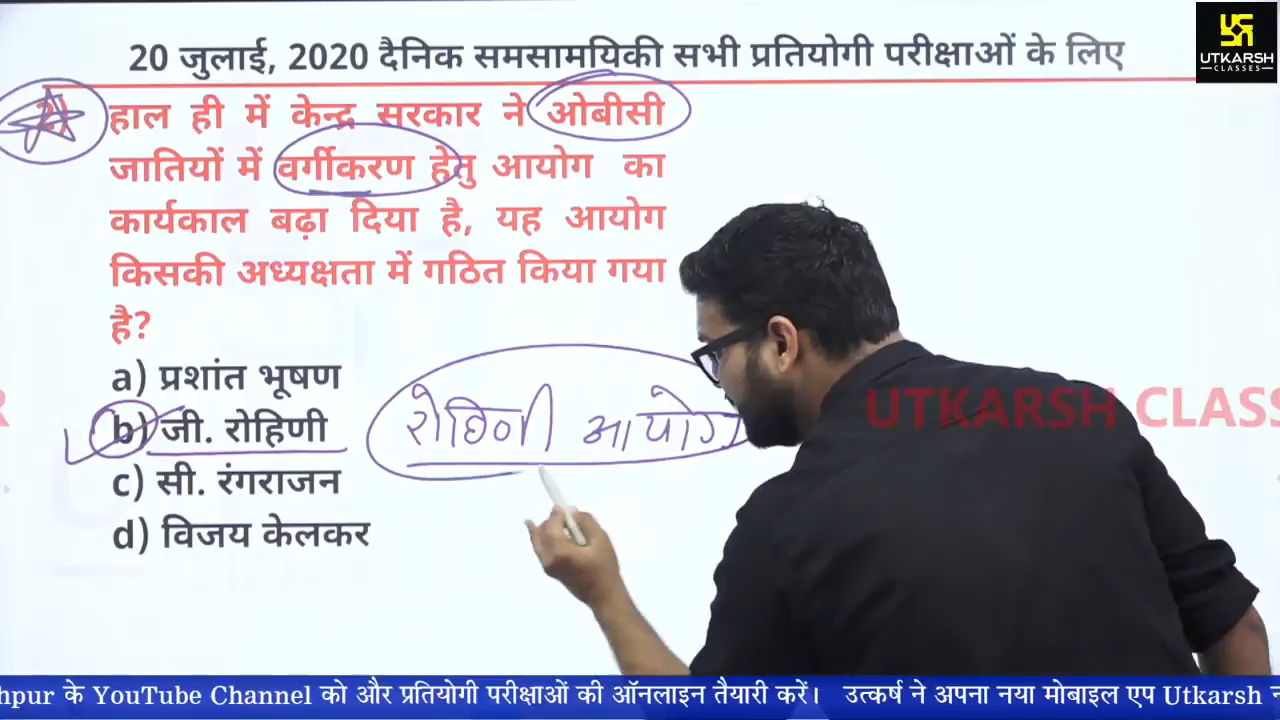 UTKARSH
CLASSES
20 जुलाई, 2020 दैनिक समसामयिकी सभी प्रतियोगी परीक्षाओं के लिए
हाल ही में केन्द्र सरकार ने ओबीसी
जातियों में वर्गीकरण हेतु आयोग का
कार्यकाल बढ़ा दिया है, यह आयोग
किसकी अध्यक्षता में गठित किया गया
है?
a) प्रशांत भूषण
b) जी. रोहिणी
रोहिणी आयोग
c) सी. रंगराजन
d) विजय केलकर
UTKARSH CLASS
के YouTube Channel को और प्रतियोगी परीक्षाओं की ऑनलाइन तैयारी करें। उत्कर्ष ने अपना नया मोबाइल एप Utkarsh